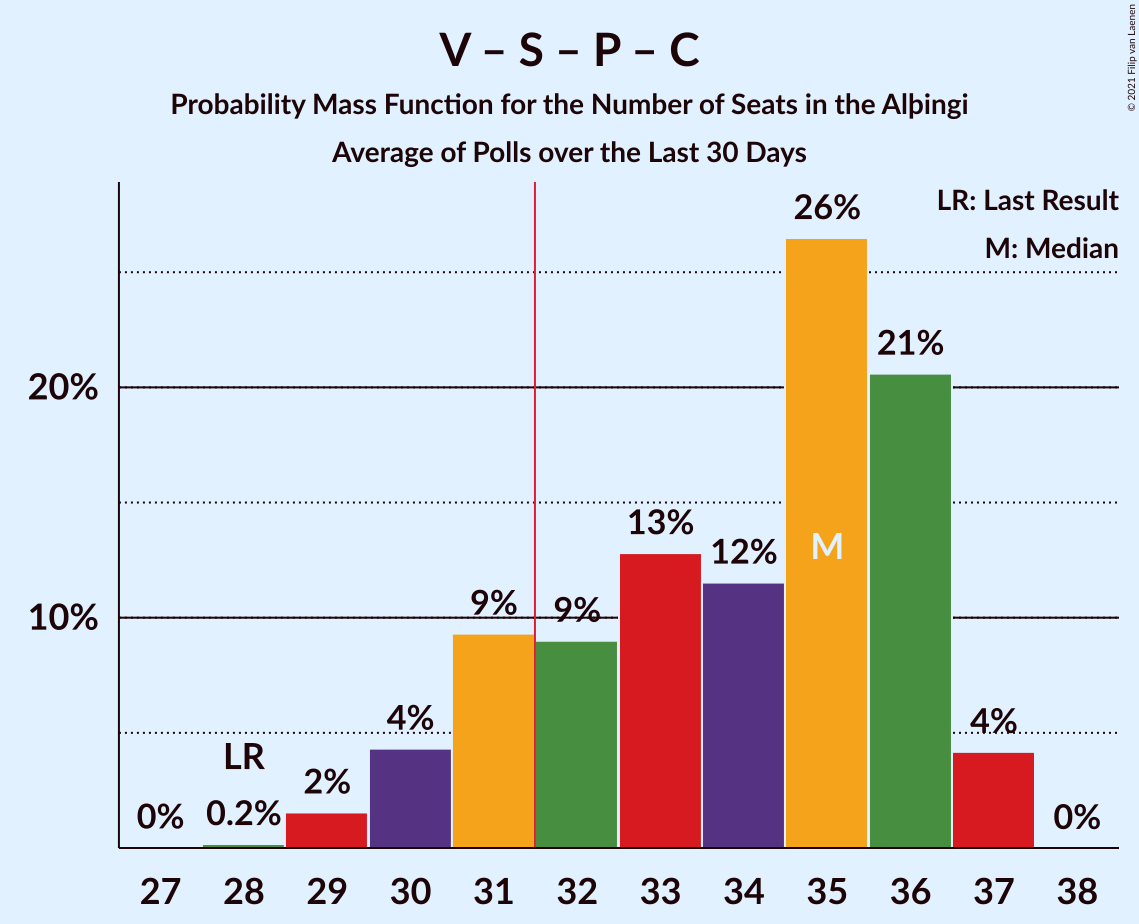 V – S – P – C
Probability Mass Function for the Number of Seats in the Alþingi
Average of Polls over the Last 30 Days
© 2021 Filip van Laenen
LR: Last Result
M: Median
26%
21%
20%
13%
12%
M
10%
9%
9%
4%
4%
LR
2%
0%
0.2%
0%
27 28 29 30 31 32 33 34 35 36 37 38